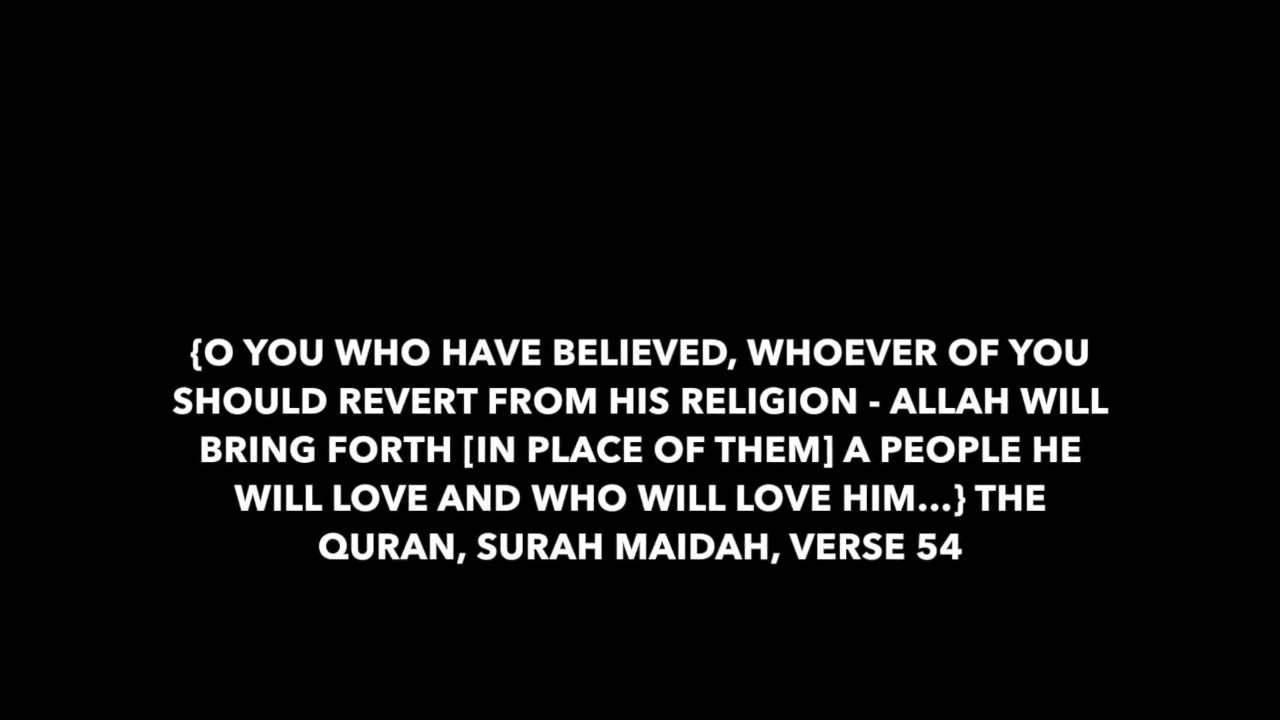 {O YOU WHO HAVE BELIEVED, WHOEVER OF YOU
SHOULD REVERT FROM HIS RELIGION - ALLAH WILL
BRING FORTH [IN PLACE OF THEM] A PEOPLE HE
WILL LOVE AND WHO WILL LOVE HIM...} THE
QURAN, SURAH MAIDAH, VERSE 54